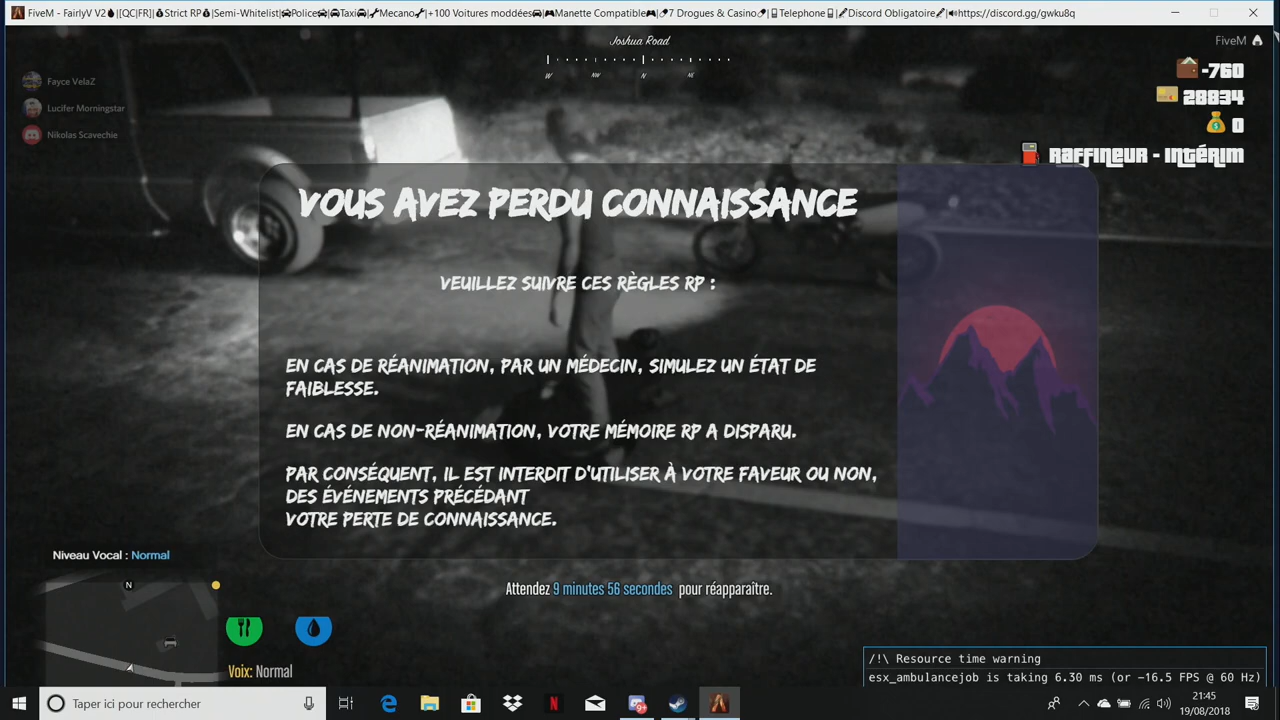 FiveM - FairlyV V2💧|[QC|FR]|💰Strict RP💰|Semi-Whitelist|🚓Police🚓|🚖Taxi🚖|🔧Mecano🔧|+100 Voitures moddées🚗|🎮Manette Compatible🎮|💊7 Drogues & Casino💊|📱Telephone📱|🖊Discord Obligatoire🖊|🔊https://discord.gg/gwku8q
Joshua Road
FiveM
W NW N NE
-760
28834
0
Raffineur - Intérim
Fayce VelaZ
Lucifer Morningstar
Nikolas Scavechie
VOUS AVEZ PERDU CONNAISSANCE
VEUILLEZ SUIVRE CES RÈGLES RP :
EN CAS DE RÉANIMATION, PAR UN MÉDECIN, SIMULEZ UN ÉTAT DE
FAIBLESSE.
EN CAS DE NON-RÉANIMATION, VOTRE MÉMOIRE RP A DISPARU.
PAR CONSÉQUENT, IL EST INTERDIT D'UTILISER À VOTRE FAVEUR OU NON,
DES ÉVÉNEMENTS PRÉCÉDANT
VOTRE PERTE DE CONNAISSANCE.
Niveau Vocal : Normal
Attendez 9 minutes 56 secondes pour réapparaître.
N
Voix: Normal
/!\ Resource time warning
esx_ambulancejob is taking 6.30 ms (or -16.5 FPS @ 60 Hz)
Taper ici pour rechercher
9+
21:45
19/08/2018